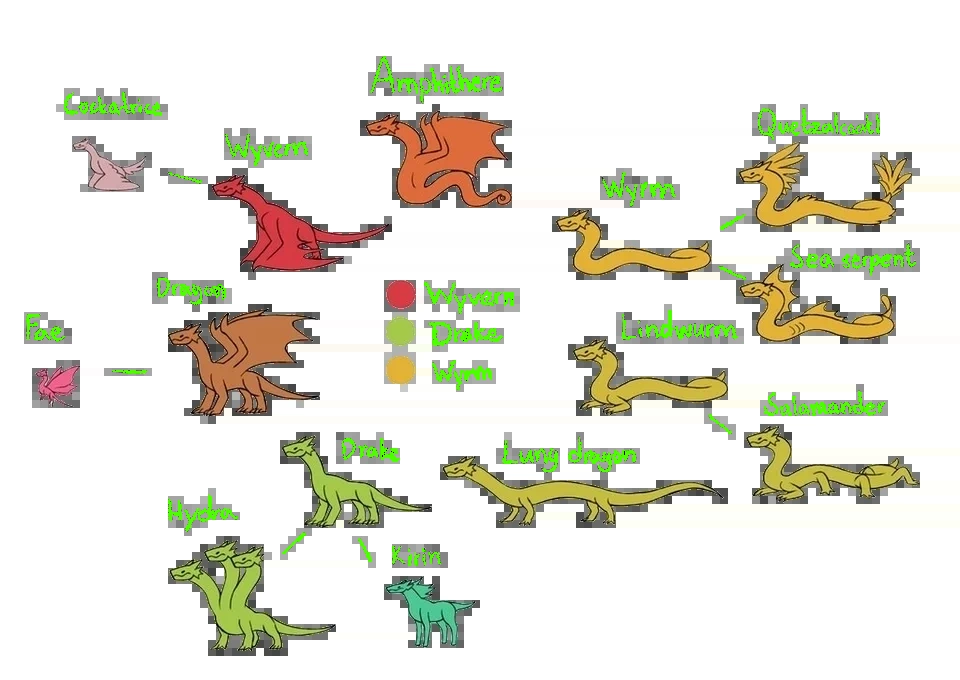 Amphithere
Cockatrice
Quetzalcoatl
Wyvern
Wyrm
Sea serpent
Dragon
Wyvern
Fae
Drake
Lindwurm
Wyrm
Salamander
Drake
Lung dragon
Hydra
Kirin